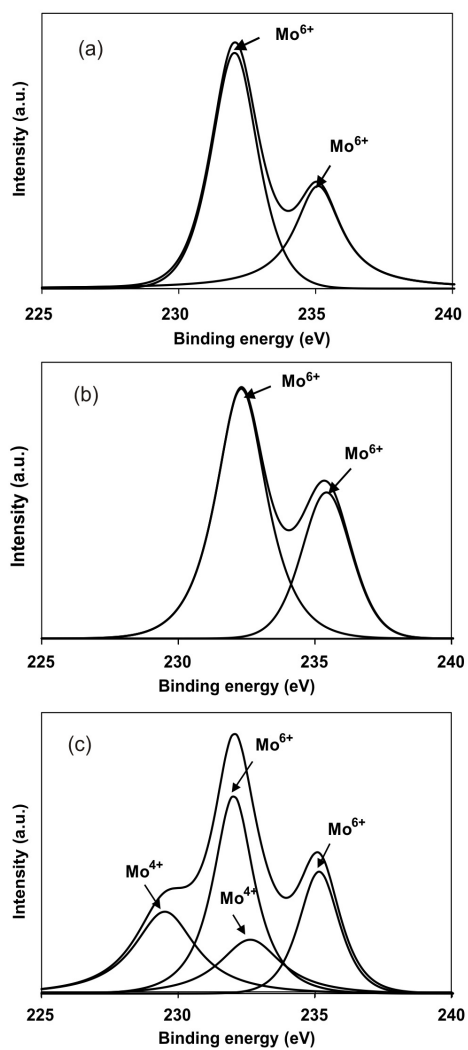 (a)
Mo6+
Mo6+
Intensity (a.u.)
225 230 235 240
Binding energy (eV)
(b)
Mo6+
Mo6+
Intensity (a.u.)
225 230 235 240
Binding energy (eV)
(c)
Mo6+
Mo6+
Mo4+
Mo4+
Intensity (a.u.)
225 230 235 240
Binding energy (eV)